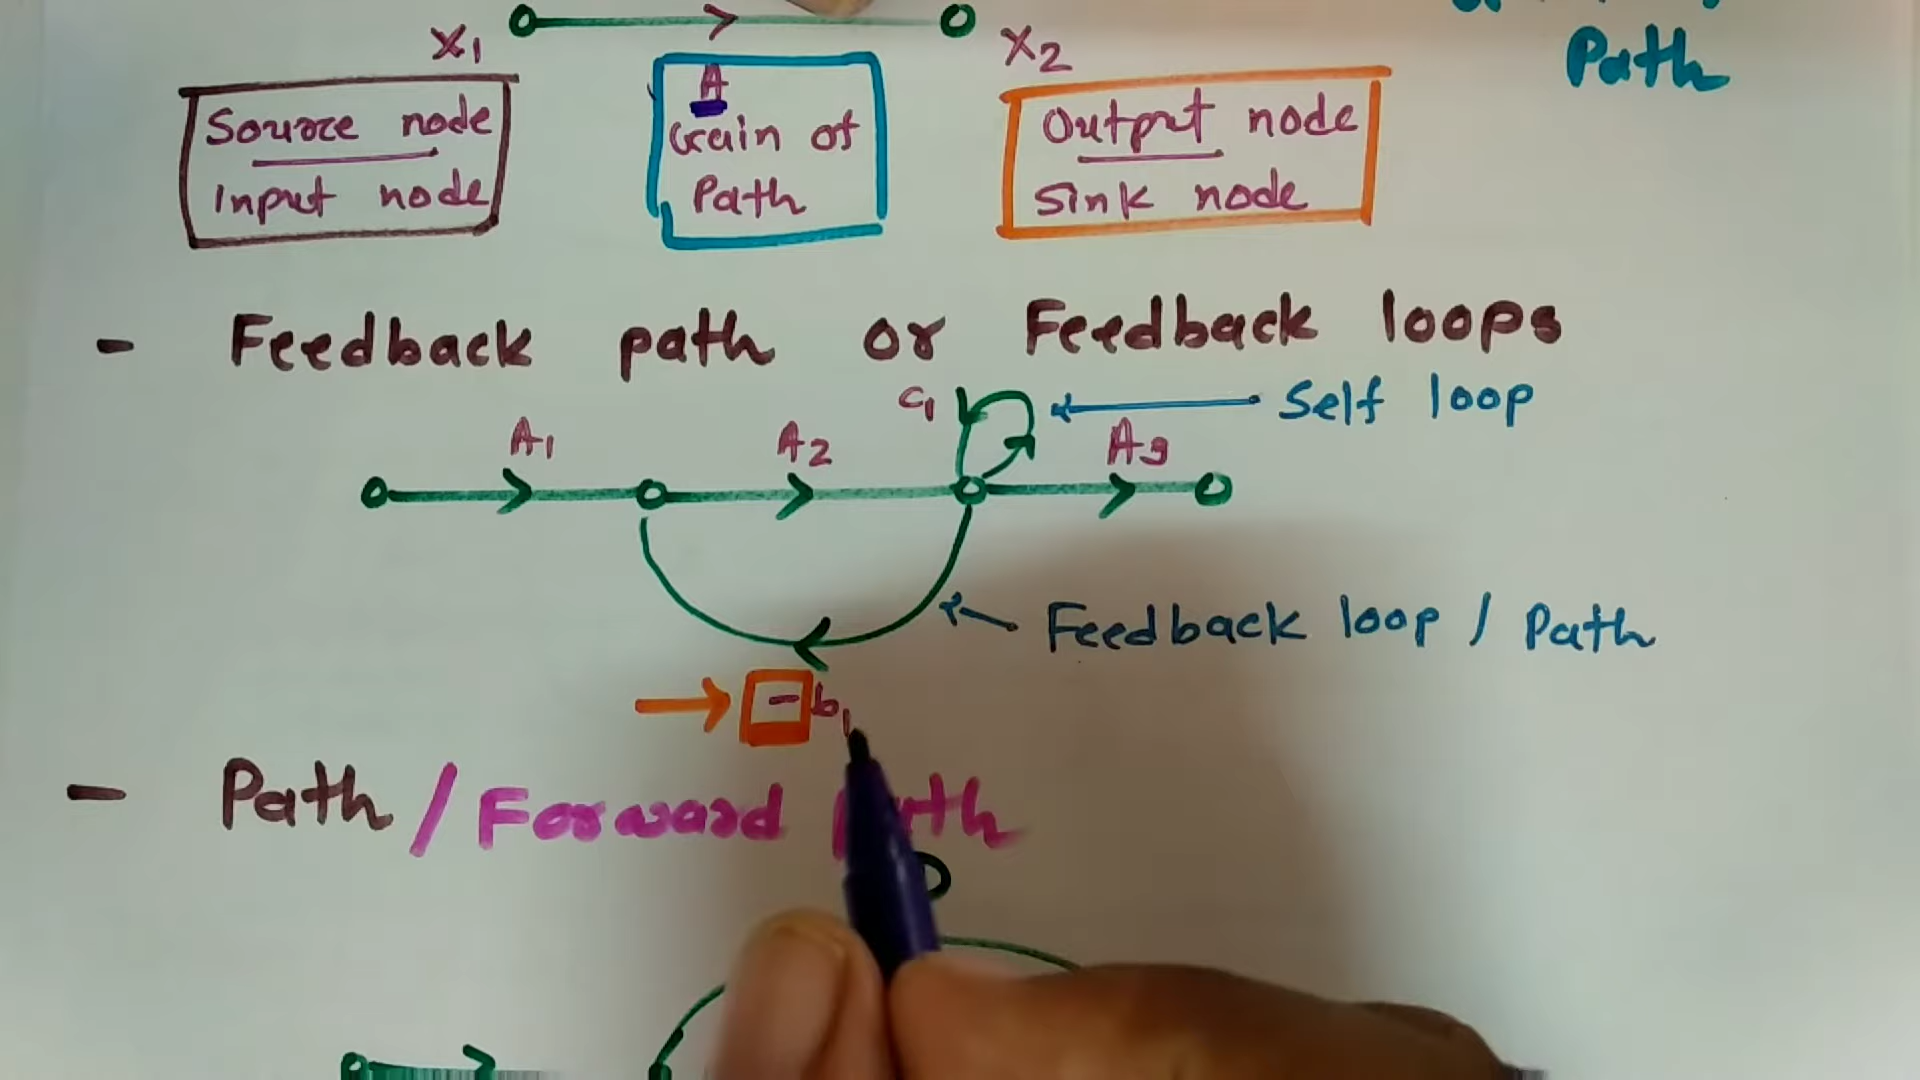 Path
X1
X2
A
Source node
Input node
Gain of
Path
Output node
Sink node
- Feedback path or Feedback loops
C1
Self loop
A1
A2
A3
Feedback loop / Path
-b1
- Path / Forward Path